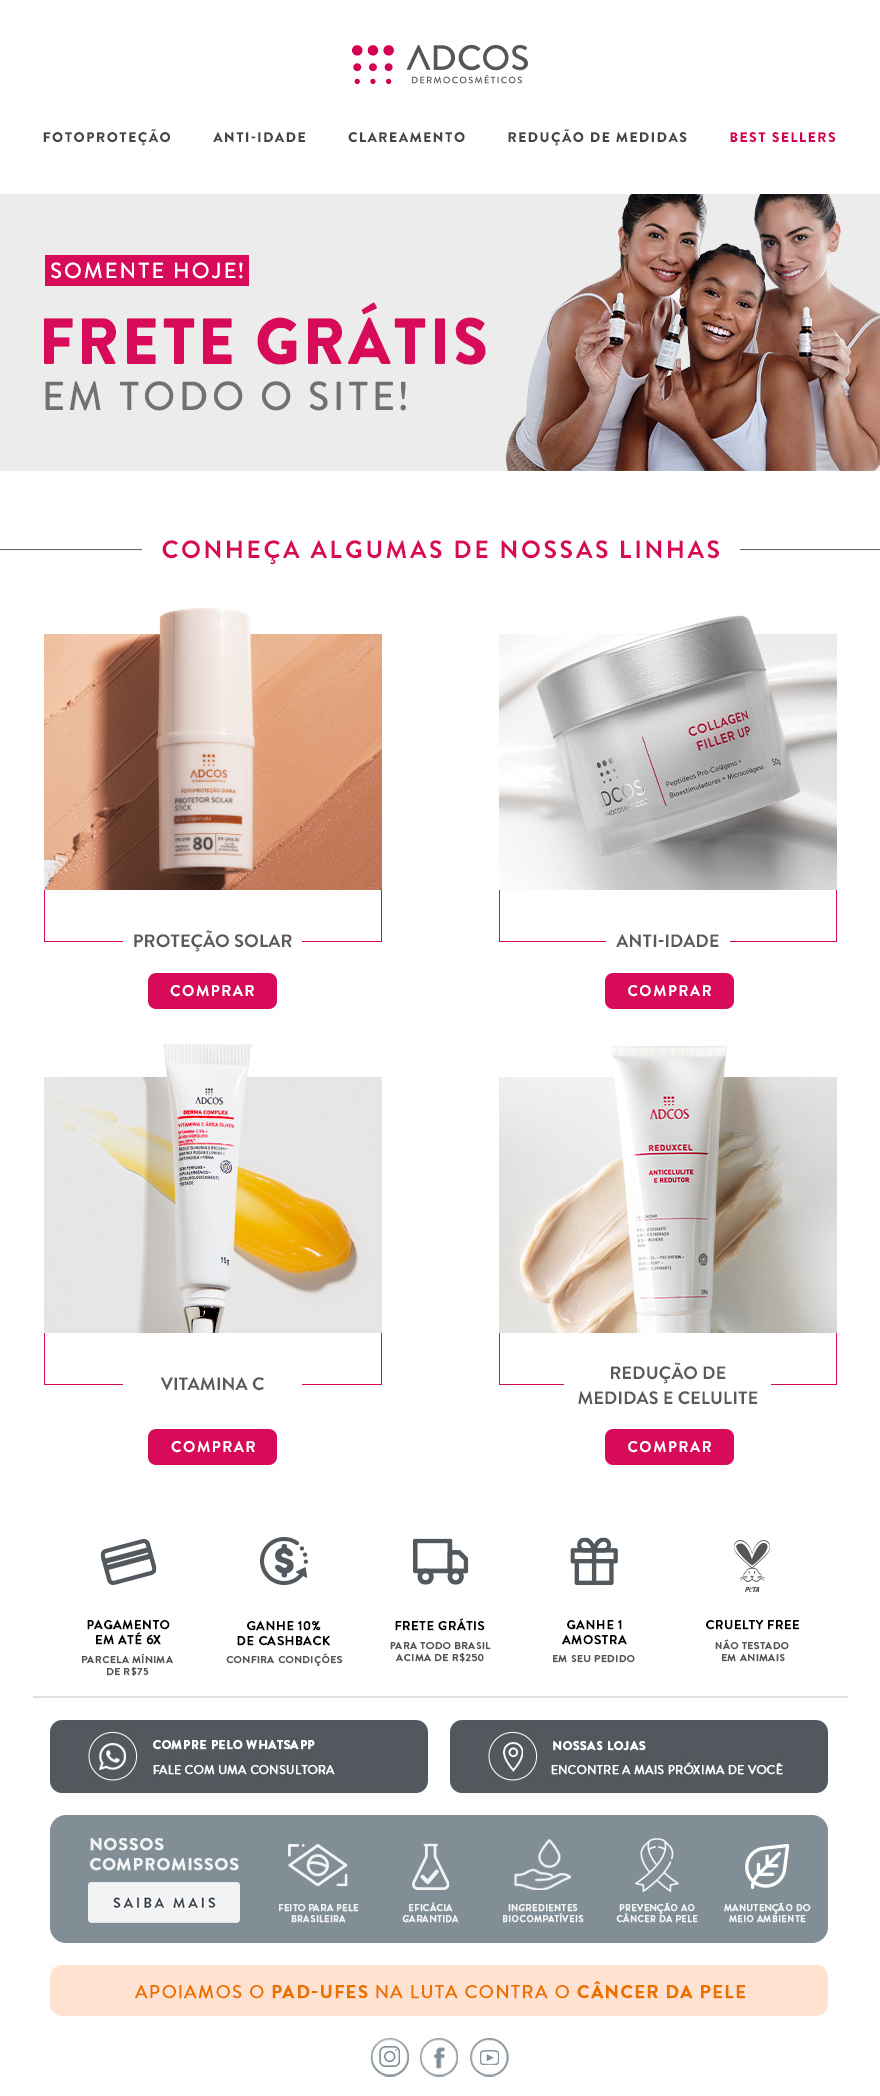 ADCOS
DERMOCOSMÉTICOS
FOTOPROTEÇÃO ANTI-IDADE CLAREAMENTO REDUÇÃO DE MEDIDAS BEST SELLERS
SOMENTE HOJE!
FRETE GRÁTIS
EM TODO O SITE!
CONHEÇA ALGUMAS DE NOSSAS LINHAS
ADCOS
FOTOPROTEÇÃO DIÁRIA
PROTETOR SOLAR
STICK
80
COLLAGEN
FILLER UP
Peptídeos Pró-Colágeno +
Bioestimuladores + Microcolágeno
50g
PROTEÇÃO SOLAR
ANTI-IDADE
COMPRAR
COMPRAR
ADCOS
DERMA COMPLEX
VITAMINA C ÁREA OLHOS
15g
ADCOS
REDUXCEL
ANTICELULITE
E REDUTOR
VITAMINA C
REDUÇÃO DE
MEDIDAS E CELULITE
COMPRAR
COMPRAR
PAGAMENTO
EM ATÉ 6X
PARCELA MÍNIMA
DE R$75
GANHE 10%
DE CASHBACK
CONFIRA CONDIÇÕES
FRETE GRÁTIS
PARA TODO BRASIL
ACIMA DE R$250
GANHE 1
AMOSTRA
EM SEU PEDIDO
PeTA
CRUELTY FREE
NÃO TESTADO
EM ANIMAIS
COMPRE PELO WHATSAPP
FALE COM UMA CONSULTORA
NOSSAS LOJAS
ENCONTRE A MAIS PRÓXIMA DE VOCÊ
NOSSOS
COMPROMISSOS
SAIBA MAIS
FEITO PARA PELE
BRASILEIRA
EFICÁCIA
GARANTIDA
INGREDIENTES
BIOCOMPATÍVEIS
PREVENÇÃO AO
CÂNCER DA PELE
MANUTENÇÃO DO
MEIO AMBIENTE
APOIAMOS O PAD-UFES NA LUTA CONTRA O CÂNCER DA PELE